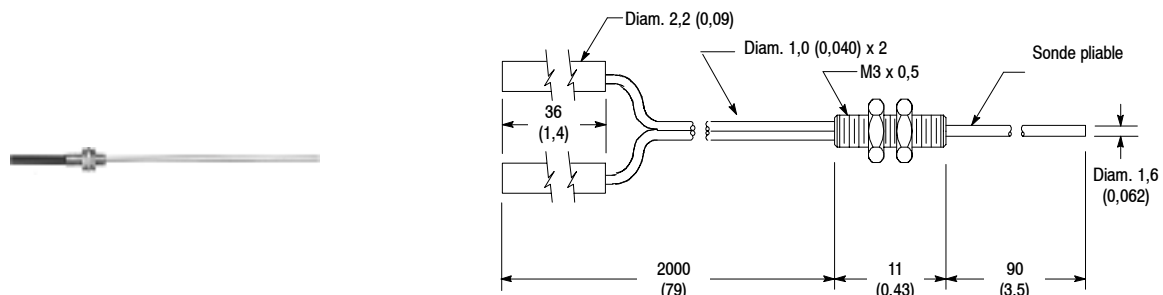 Diam. 2,2 (0,09)
Diam. 1,0 (0,040) x 2
M3 x 0,5
Sonde pliable
36
(1,4)
Diam. 1,6
(0,062)
2000
(79)
11
(0,43)
90
(3,5)